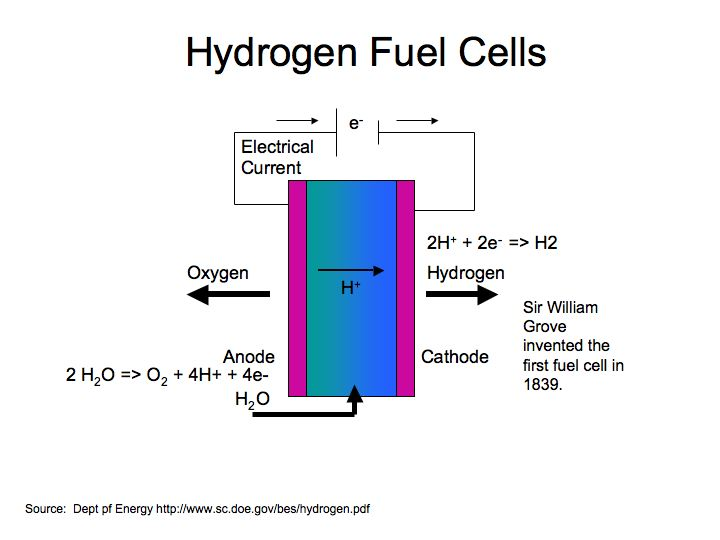 Hydrogen Fuel Cells
e-
Electrical
Current
2H+ + 2e- => H2
Oxygen
H+
Hydrogen
Sir William
Grove
invented the
first fuel cell in
1839.
Anode
Cathode
2 H2O => O2 + 4H+ + 4e-
H2O
Source:  Dept pf Energy http://www.sc.doe.gov/bes/hydrogen.pdf